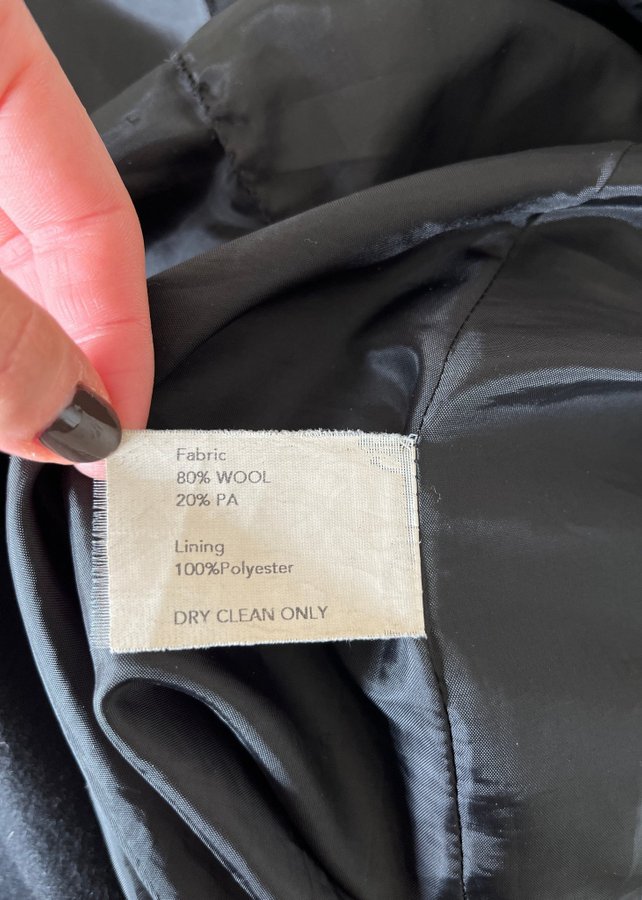 Fabric
80% WOOL
20% PA
Lining
100%Polyester
DRY CLEAN ONLY